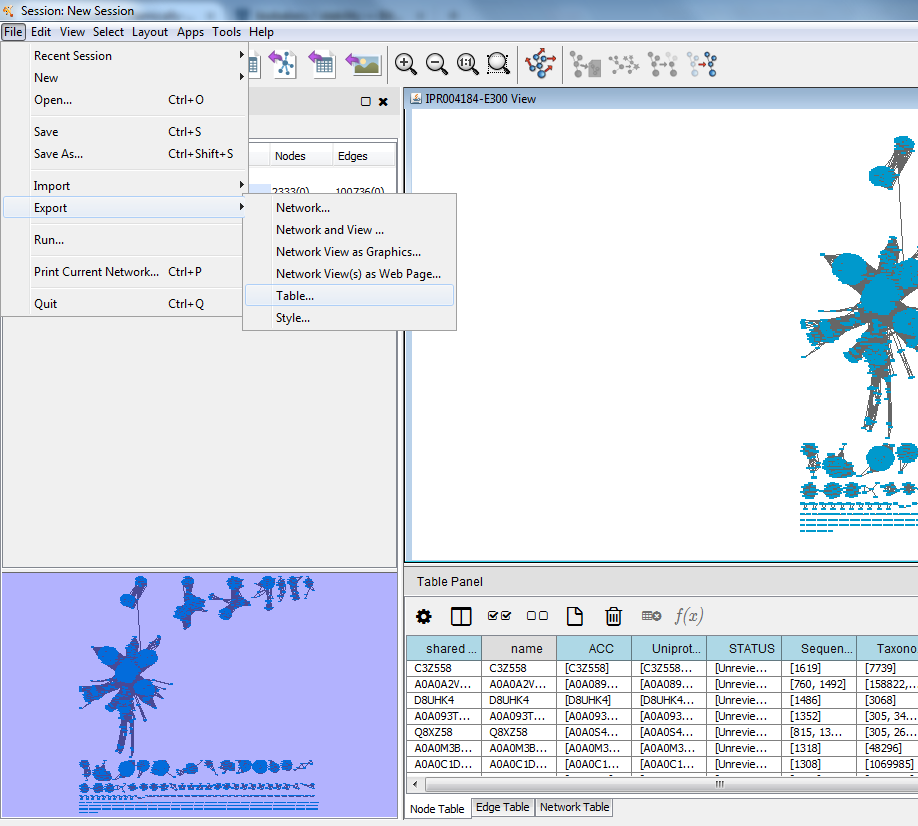 Session: New Session
File Edit View Select Layout Apps Tools Help
Recent Session
New
Open... Ctrl+O
Save Ctrl+S
Save As... Ctrl+Shift+S
Import
Export
Run...
Print Current Network... Ctrl+P
Quit Ctrl+Q
Network...
Network and View ...
Network View as Graphics...
Network View(s) as Web Page...
Table...
Style...
Nodes Edges
2333(0) 100736(0)
IPR004184-E300 View
Table Panel
f(x)
shared ... name ACC Uniprot... STATUS Sequen... Taxono
C3Z558 C3Z558 [C3Z558] [C3Z558... [Unrevie... [1619] [7739]
A0A0A2V... A0A0A2V... [A0A089... [A0A089... [Unrevie... [760, 1492] [158822,
D8UHK4 D8UHK4 [D8UHK4] [D8UHK4... [Unrevie... [1486] [3068]
A0A093T... A0A093T... [A0A093... [A0A093... [Unrevie... [1352] [305, 34...
Q8XZ58 Q8XZ58 [A0A0S4... [A0A0S4... [Unrevie... [815, 13... [305, 26...
A0A0M3B... A0A0M3B... [A0A0M3... [A0A0M3... [Unrevie... [1318] [48296]
A0A0C1D... A0A0C1D... [A0A0C1... [A0A0C1... [Unrevie... [1308] [1069985]
Node Table Edge Table Network Table